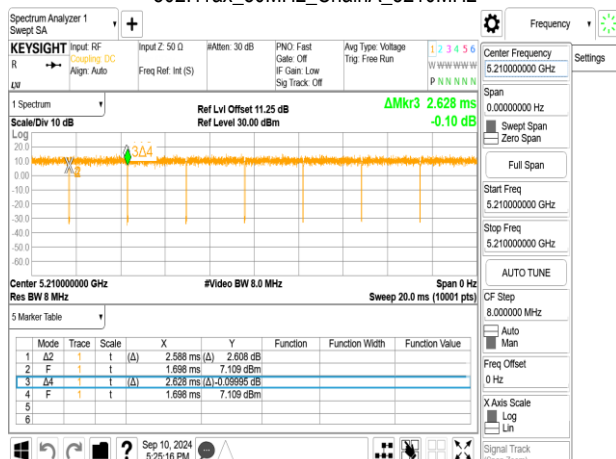 Spectrum Analyzer 1
Swept SA
+
Frequency
KEYSIGHT
R
Input: RF
Coupling: DC
Align: Auto
Input Z: 50 Ω
Freq Ref: Int (S)
#Atten: 30 dB
PNO: Fast
Gate: Off
IF Gain: Low
Sig Track: Off
Avg Type: Voltage
Trig: Free Run
1 2 3 4 5 6
W W W W W W
P N N N N N
Center Frequency
5.210000000 GHz
Settings
Span
0.00000000 Hz
Swept Span
Zero Span
Full Span
Start Freq
5.210000000 GHz
Stop Freq
5.210000000 GHz
AUTO TUNE
CF Step
8.000000 MHz
Auto
Man
Freq Offset
0 Hz
X Axis Scale
Log
Lin
Signal Track
1 Spectrum
Scale/Div 10 dB
Ref Lvl Offset 11.25 dB
Ref Level 30.00 dBm
ΔMkr3 2.628 ms
-0.10 dB
Log
20.0
10.0
0.00
-10.0
-20.0
-30.0
-40.0
-50.0
-60.0
3Δ4
Center 5.210000000 GHz
Res BW 8 MHz
#Video BW 8.0 MHz
Span 0 Hz
Sweep 20.0 ms (10001 pts)
5 Marker Table
Mode Trace Scale X Y Function Function Width Function Value
1 Δ2 1 t (Δ) 2.588 ms (Δ) 2.608 dB
2 F 1 t 1.698 ms 7.109 dBm
3 Δ4 1 t (Δ) 2.628 ms (Δ) -0.09995 dB
4 F 1 t 1.698 ms 7.109 dBm
5
6
?
Sep 10, 2024
5:25:16 PM